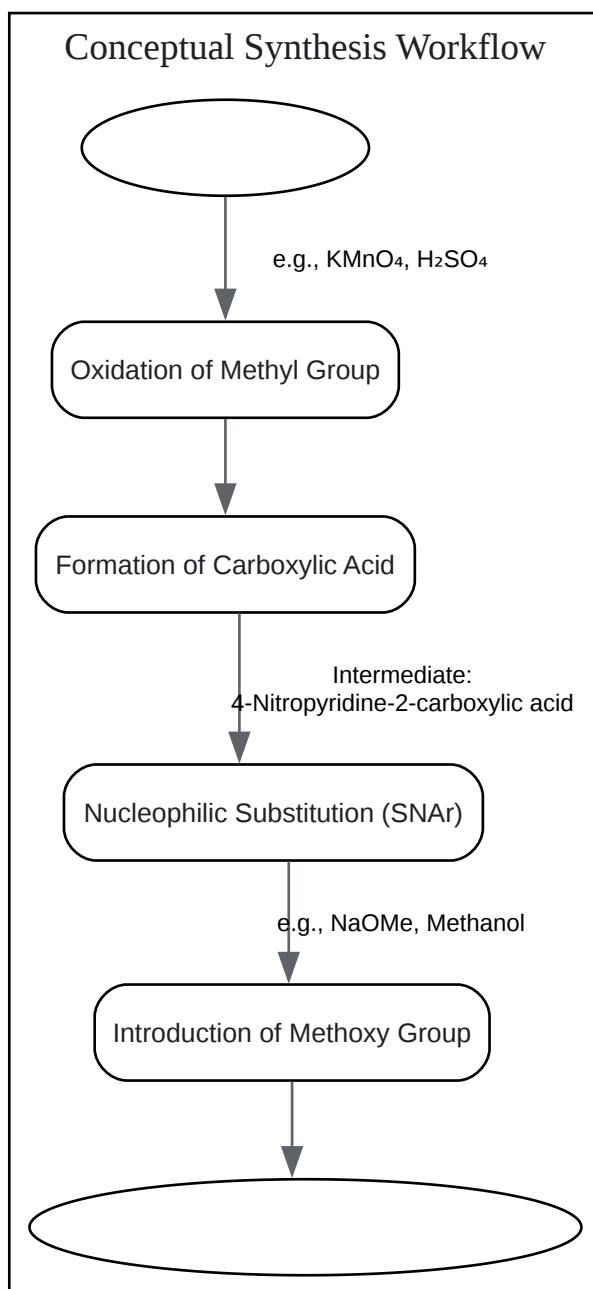 Conceptual Synthesis Workflow
e.g., KMnO₄, H₂SO₄
Oxidation of Methyl Group
Formation of Carboxylic Acid
Intermediate:
4-Nitropyridine-2-carboxylic acid
Nucleophilic Substitution (SNAr)
e.g., NaOMe, Methanol
Introduction of Methoxy Group